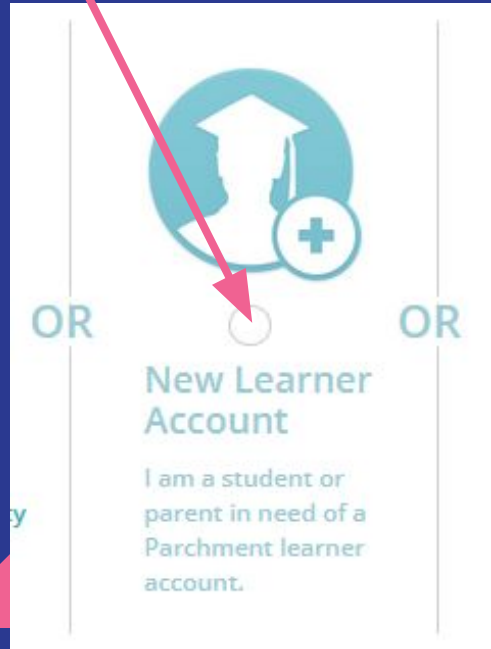 OR
OR
New Learner
Account
I am a student or
parent in need of a
Parchment learner
account.